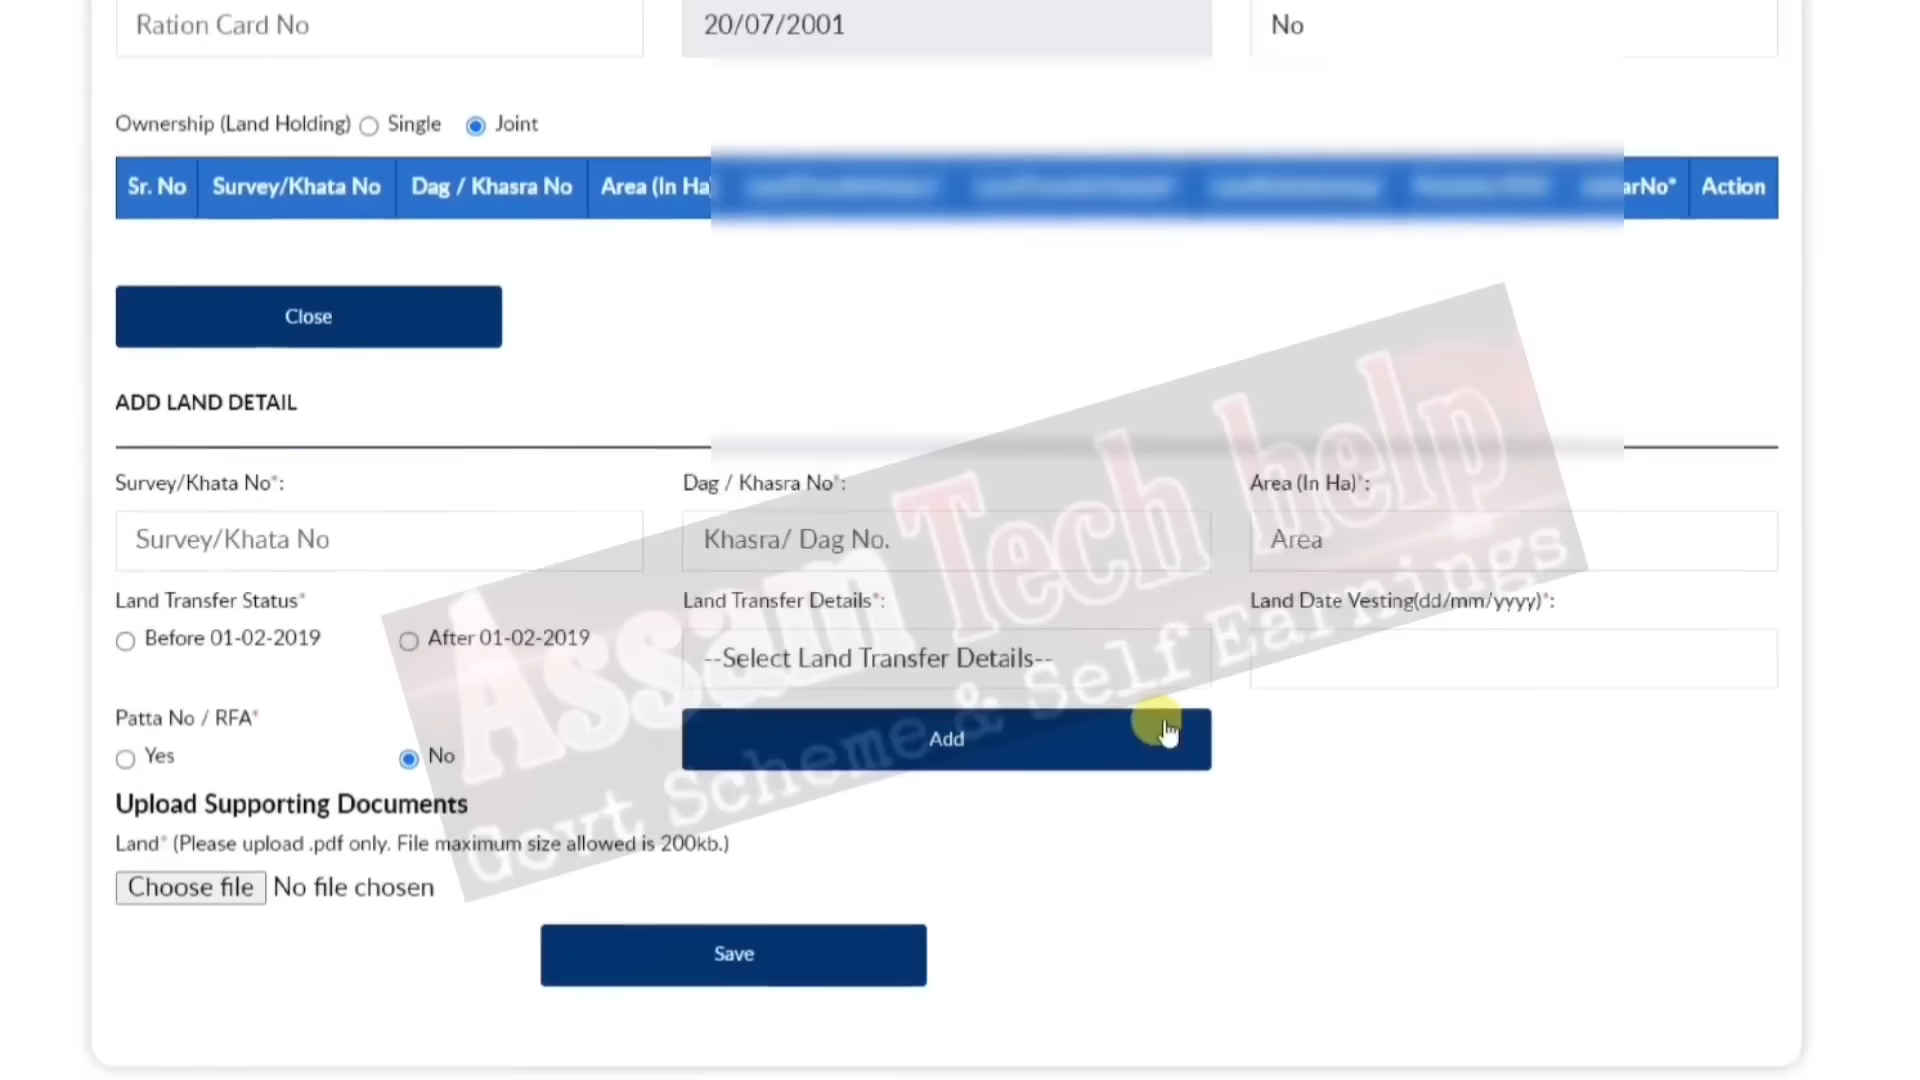 Ration Card No
20/07/2001
No
Ownership (Land Holding) Single Joint
Sr. No Survey/Khata No Dag / Khasra No Area (In Ha) Action
Close
ADD LAND DETAIL
Survey/Khata No*: Dag / Khasra No*: Area (In Ha)*:
Survey/Khata No Khasra/ Dag No. Area
Land Transfer Status* Land Transfer Details*: Land Date Vesting(dd/mm/yyyy)*:
Before 01-02-2019 After 01-02-2019
--Select Land Transfer Details--
Patta No / RFA*
Add
Yes No
Upload Supporting Documents
Land* (Please upload .pdf only. File maximum size allowed is 200kb.)
Choose file No file chosen
Save
Assam Tech help
Govt Scheme & Self Earnings